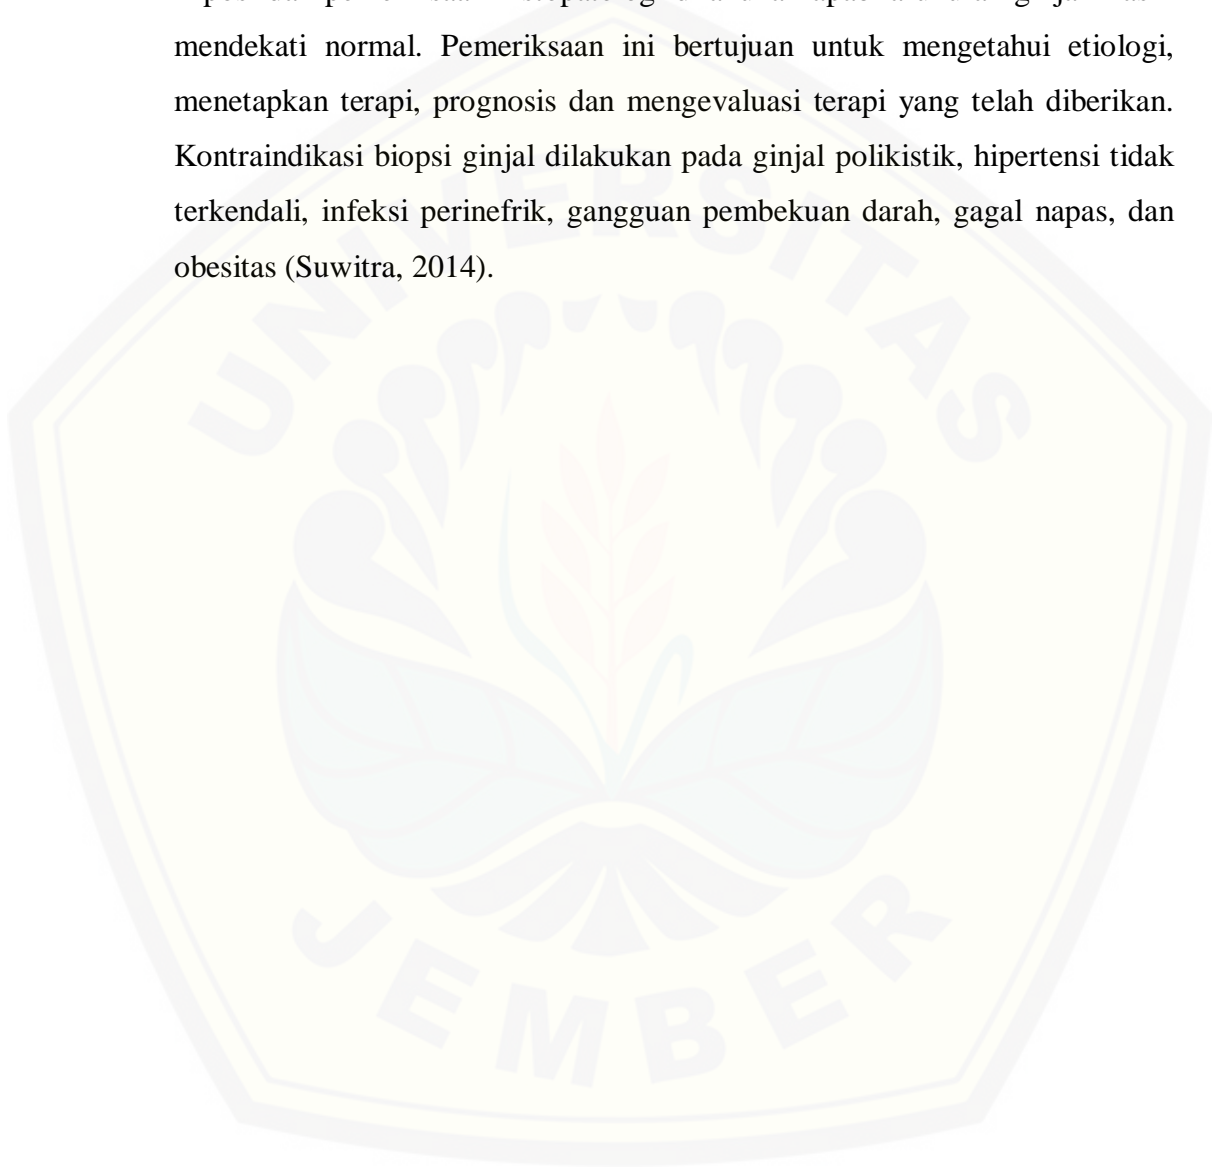 mendekati normal. Pemeriksaan ini bertujuan untuk mengetahui etiologi,
menetapkan terapi, prognosis dan mengevaluasi terapi yang telah diberikan.
Kontraindikasi biopsi ginjal dilakukan pada ginjal polikistik, hipertensi tidak
terkendali, infeksi perinefrik, gangguan pembekuan darah, gagal napas, dan
obesitas (Suwitra, 2014).
UNIVERSITAS
JEMBER